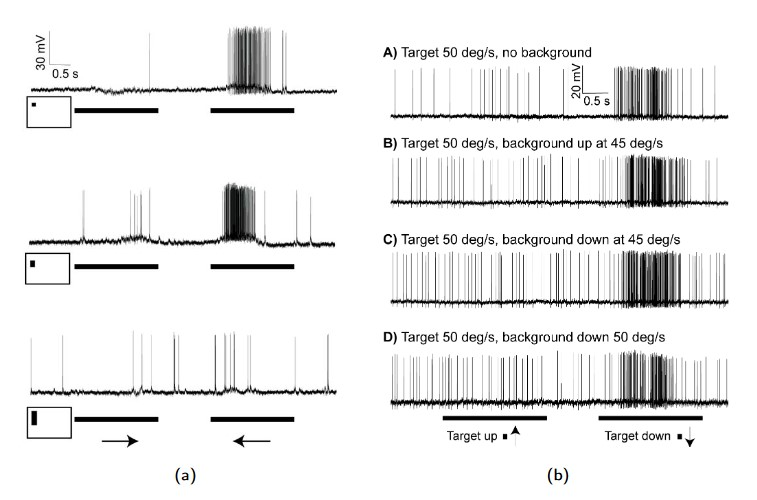 30 mV
0.5 s
(a)
A) Target 50 deg/s, no background
20 mV
0.5 s
B) Target 50 deg/s, background up at 45 deg/s
C) Target 50 deg/s, background down at 45 deg/s
D) Target 50 deg/s, background down 50 deg/s
Target up
Target down
(b)